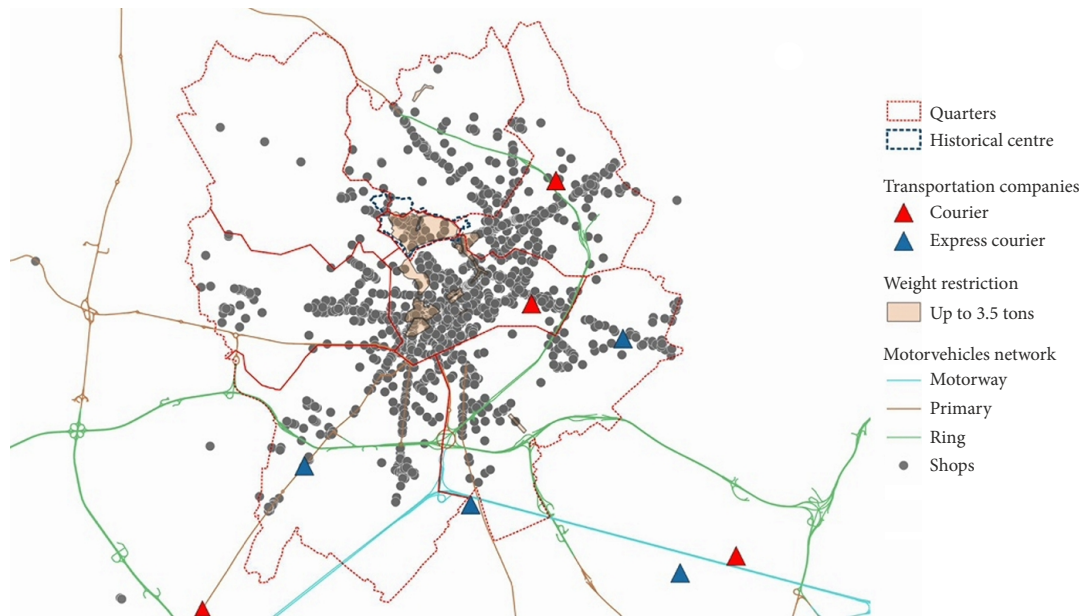 Quarters
Historical centre
Transportation companies
Courier
Express courier
Weight restriction
Up to 3.5 tons
Motorvehicles network
Motorway
Primary
Ring
Shops